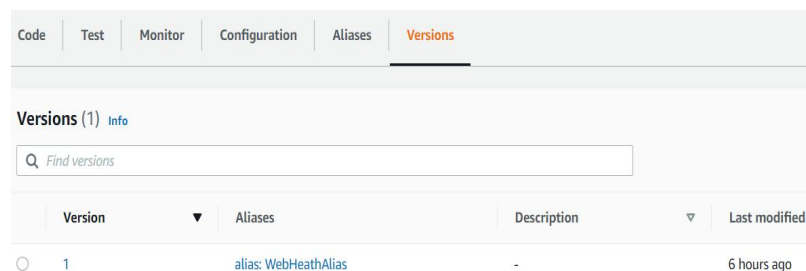 Code Test Monitor Configuration Aliases Versions
Versions (1) Info
Find versions
Version Aliases Description Last modified
1 alias: WebHeathAlias - 6 hours ago